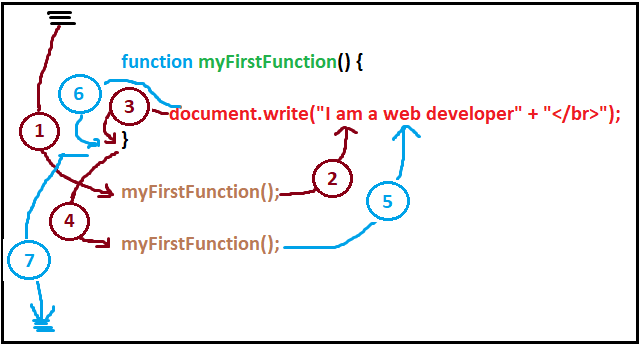 function myFirstFunction() {
6
3
document.write("I am a web developer" + "</br>");
1
}
2
myFirstFunction();
5
4
myFirstFunction();
7